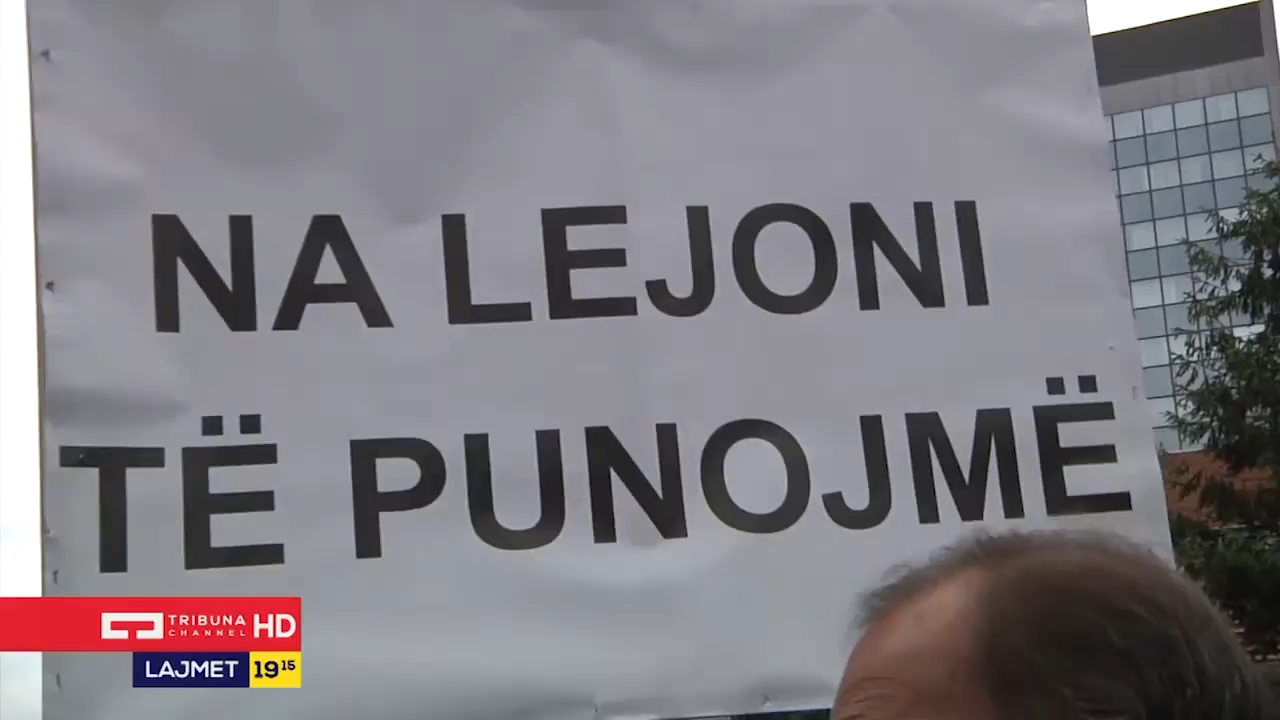 NA LEJONI
TË PUNOJMË
TRIBUNA
CHANNEL
HD
LAJMET 19 15